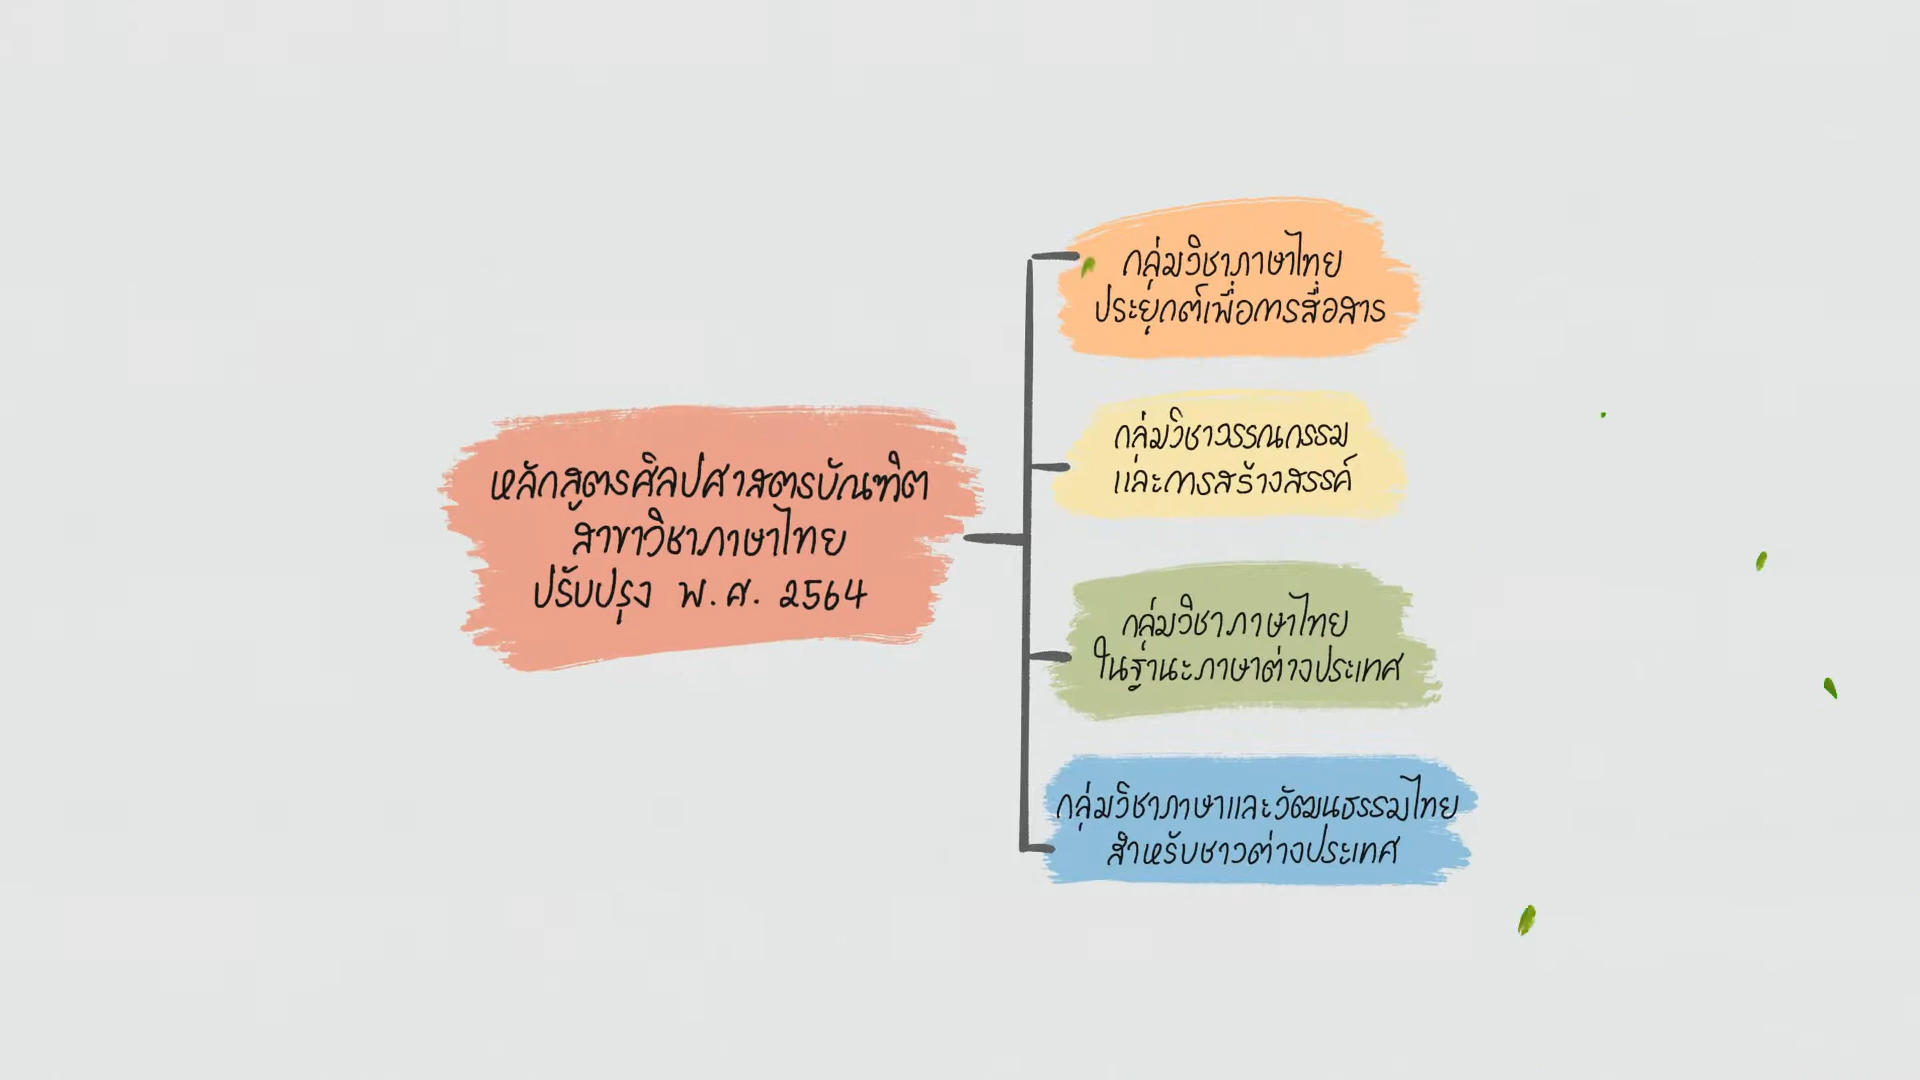 หลักสูตรศิลปศาสตรบัณฑิต
สาขาวิชาภาษาไทย
ปรับปรุง พ.ศ. 2564
กลุ่มวิชาภาษาไทย
ประยุกต์เพื่อการสื่อสาร
กลุ่มวิชาวรรณกรรม
และการสร้างสรรค์
กลุ่มวิชาภาษาไทย
ในฐานะภาษาต่างประเทศ
กลุ่มวิชาภาษาและวัฒนธรรมไทย
สำหรับชาวต่างประเทศ